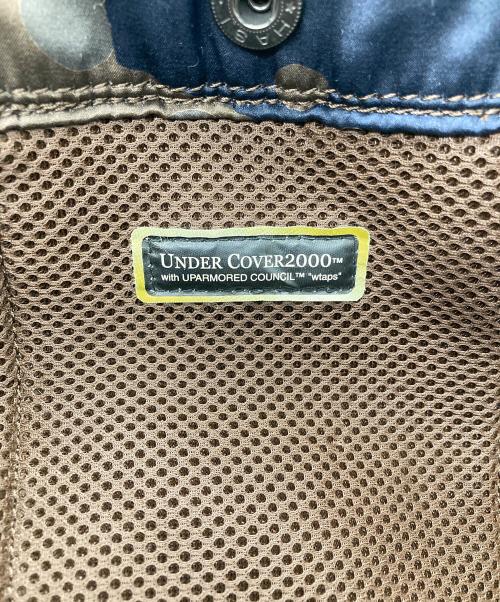 UNDER COVER2000™
with UPARMORED COUNCIL™ "wtaps"